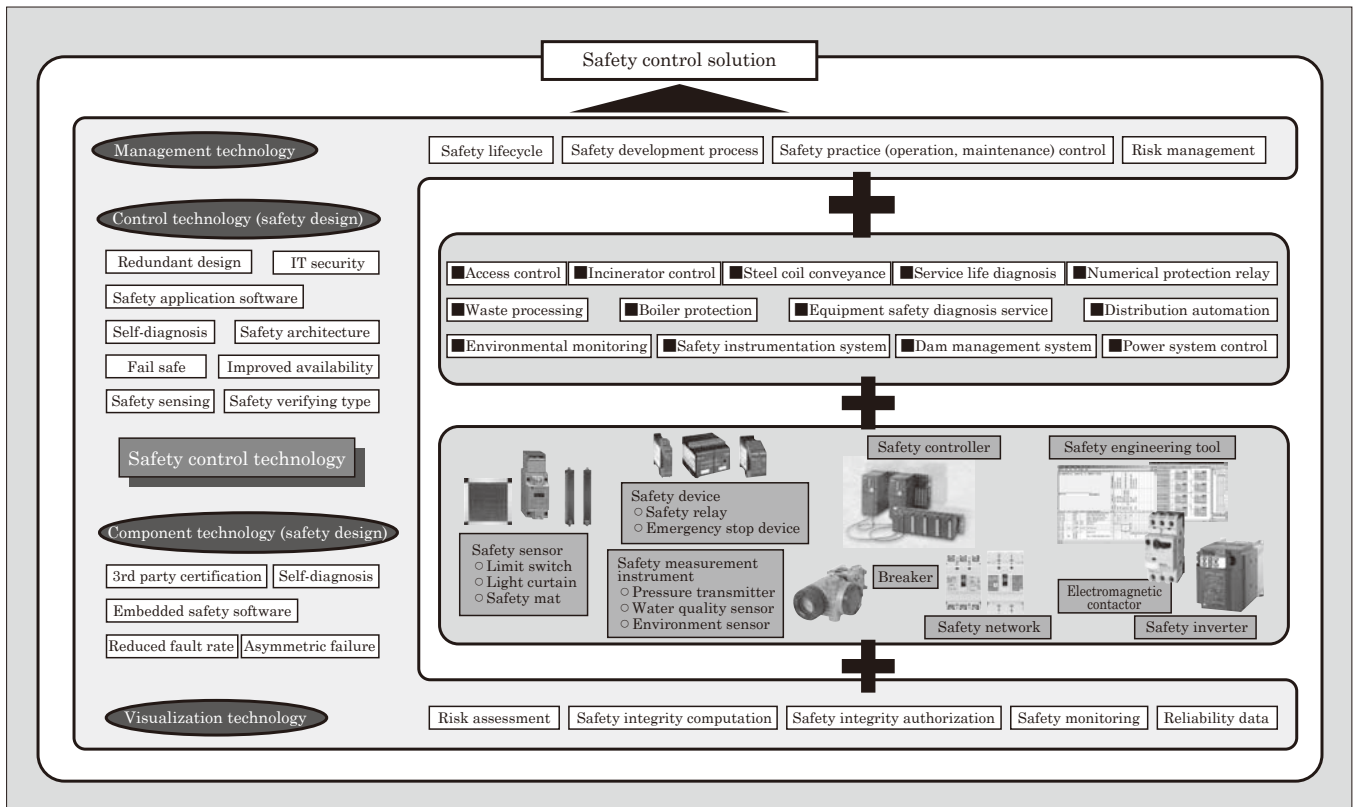 Safety control solution
Management technology
Safety lifecycle
Safety development process
Safety practice (operation, maintenance) control
Risk management
Control technology (safety design)
Redundant design
IT security
Safety application software
Self-diagnosis
Safety architecture
Fail safe
Improved availability
Safety sensing
Safety verifying type
■Access control
■Incinerator control
■Steel coil conveyance
■Service life diagnosis
■Numerical protection relay
■Waste processing
■Boiler protection
■Equipment safety diagnosis service
■Distribution automation
■Environmental monitoring
■Safety instrumentation system
■Dam management system
■Power system control
Safety control technology
Safety sensor
○ Limit switch
○ Light curtain
○ Safety mat
Safety device
○ Safety relay
○ Emergency stop device
Safety measurement
instrument
○ Pressure transmitter
○ Water quality sensor
○ Environment sensor
Safety controller
Safety engineering tool
Breaker
Safety network
Electromagnetic
contactor
Safety inverter
Component technology (safety design)
3rd party certification
Self-diagnosis
Embedded safety software
Reduced fault rate
Asymmetric failure
Visualization technology
Risk assessment
Safety integrity computation
Safety integrity authorization
Safety monitoring
Reliability data